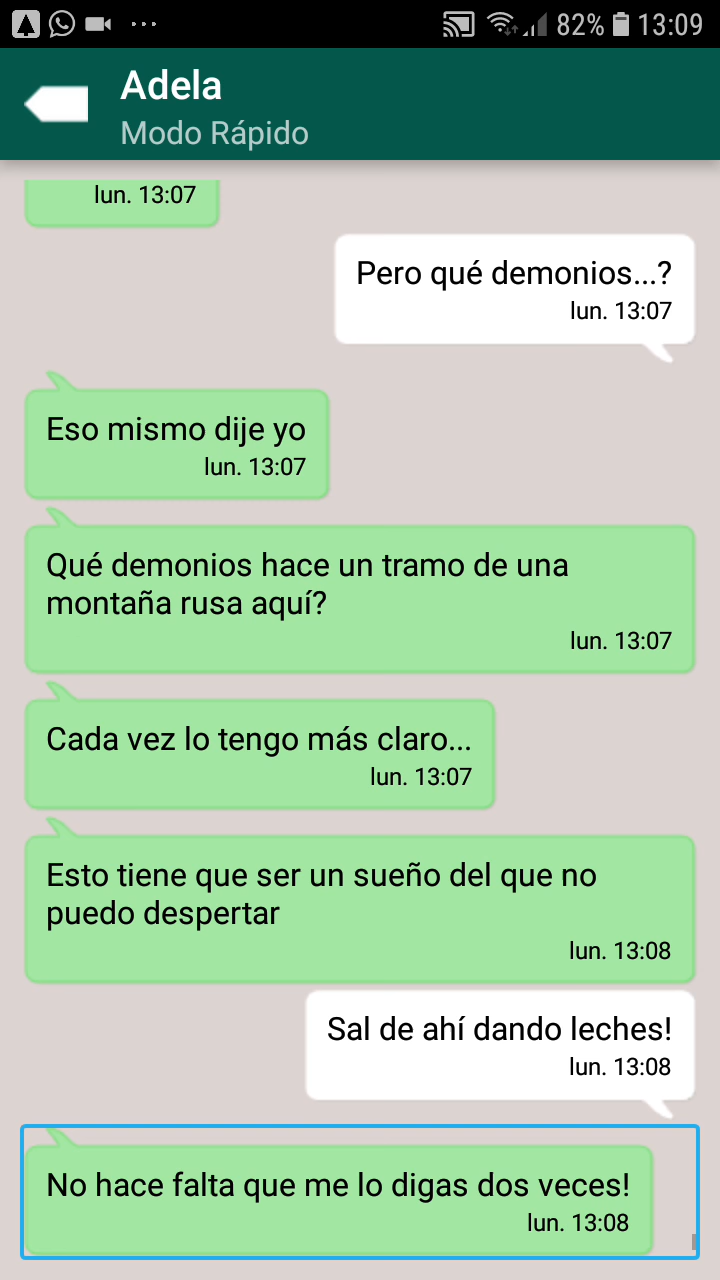 82% 13:09
Adela
Modo Rápido
lun. 13:07
Pero qué demonios...?
lun. 13:07
Eso mismo dije yo
lun. 13:07
Qué demonios hace un tramo de una
montaña rusa aquí?
lun. 13:07
Cada vez lo tengo más claro...
lun. 13:07
Esto tiene que ser un sueño del que no
puedo despertar
lun. 13:08
Sal de ahí dando leches!
lun. 13:08
No hace falta que me lo digas dos veces!
lun. 13:08